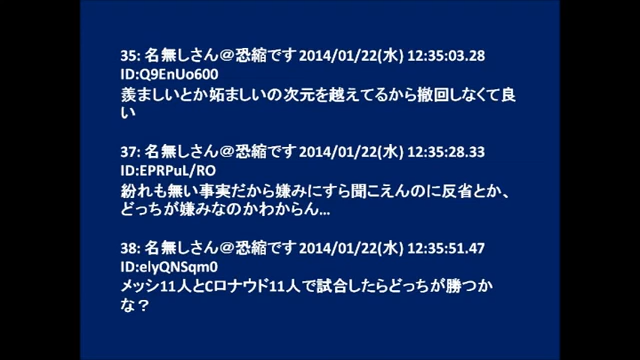 35: 名無しさん＠恐縮です 2014/01/22(水) 12:35:03.28
ID:Q9EnUo600
羨ましいとか妬ましいの次元を越えてるから撤回しなくて良
い
37: 名無しさん＠恐縮です 2014/01/22(水) 12:35:28.33
ID:EPRPuL/RO
紛れも無い事実だから嫌みにすら聞こえんのに反省とか、
どっちが嫌みなのかわからん…
38: 名無しさん＠恐縮です 2014/01/22(水) 12:35:51.47
ID:elyQNSqm0
メッシ11人とCロナウド11人で試合したらどっちが勝つか
な？